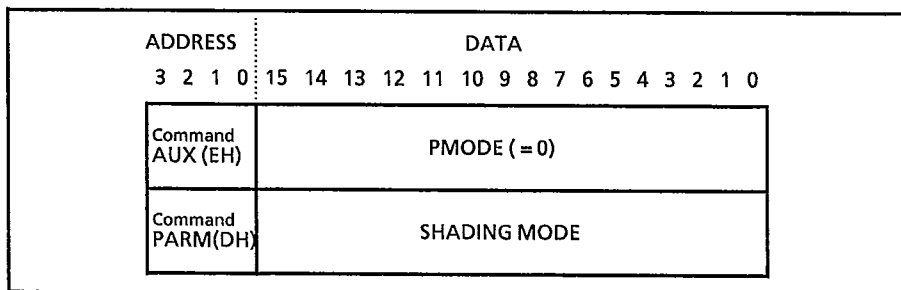 ADDRESS DATA
3 2 1 0 15 14 13 12 11 10 9 8 7 6 5 4 3 2 1 0
Command
AUX (EH) PMODE ( = 0)
Command
PARM(DH) SHADING MODE